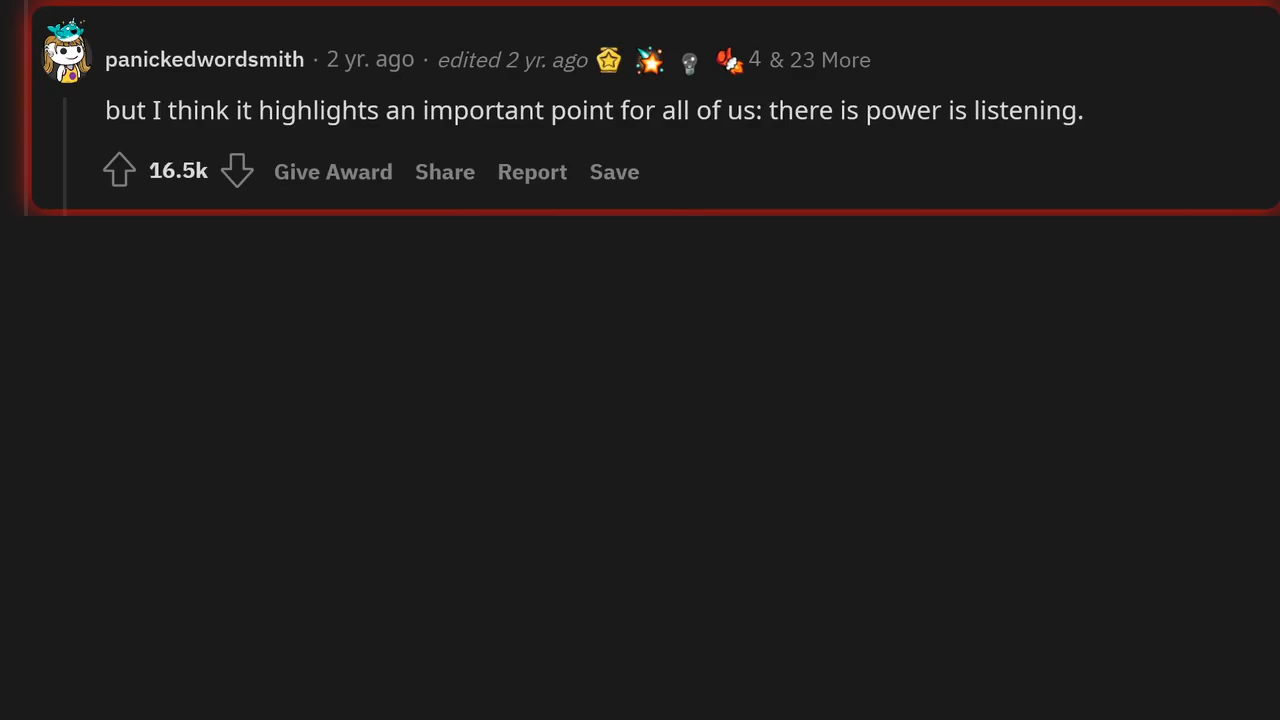 panickedwordsmith · 2 yr. ago · edited 2 yr. ago 4 & 23 More
but I think it highlights an important point for all of us: there is power is listening.
16.5k Give Award Share Report Save